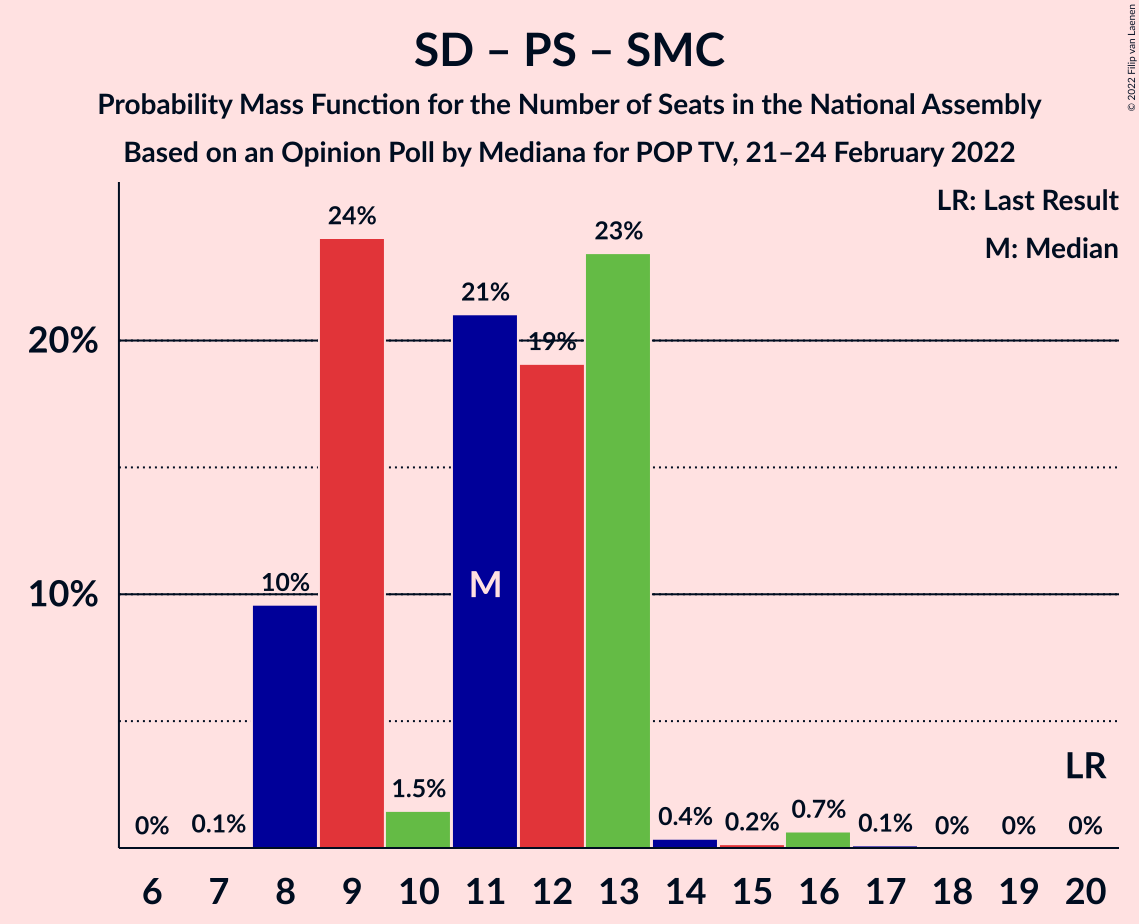 SD – PS – SMC
Probability Mass Function for the Number of Seats in the National Assembly
Based on an Opinion Poll by Mediana for POP TV, 21–24 February 2022
© 2022 Filip van Laenen
LR: Last Result
M: Median
24%
23%
21%
20%
19%
10%
10%
M
LR
0%
0.1%
1.5%
0.4%
0.2%
0.7%
0.1%
0%
0%
0%
6 7 8 9 10 11 12 13 14 15 16 17 18 19 20